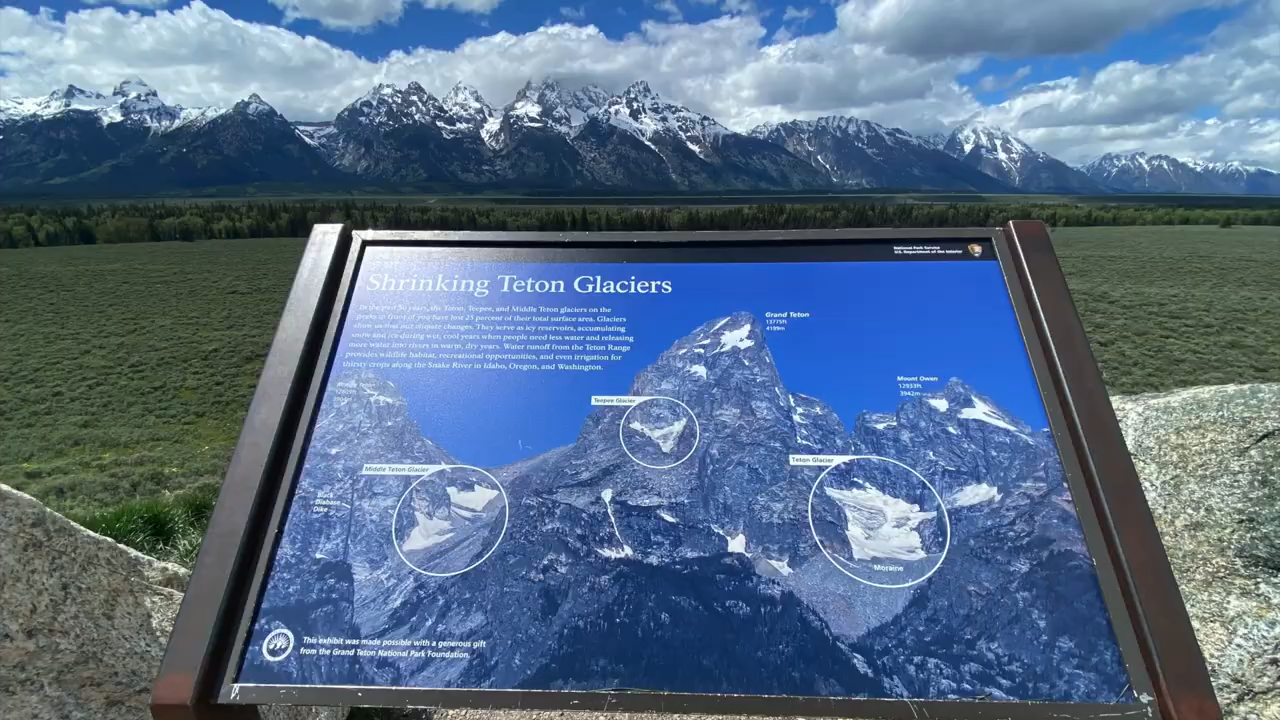 National Park Service
U.S. Department of the Interior
Shrinking Teton Glaciers
In the past 50 years, the Teton, Teepee, and Middle Teton glaciers on the
peaks in front of you have lost 25 percent of their total surface area. Glaciers
show us that our climate changes. They serve as icy reservoirs, accumulating
snow and ice during wet, cool years when people need less water and releasing
more water into rivers in warm, dry years. Water runoff from the Teton Range
provides wildlife habitat, recreational opportunities, and even irrigation for
thirsty crops along the Snake River in Idaho, Oregon, and Washington.
Grand Teton
13775ft
4199m
Middle Teton
Mount Owen
12933ft
3942m
Teepee Glacier
Middle Teton Glacier
Teton Glacier
Black
Diabase
Dike
Moraine
This exhibit was made possible with a generous gift
from the Grand Teton National Park Foundation.